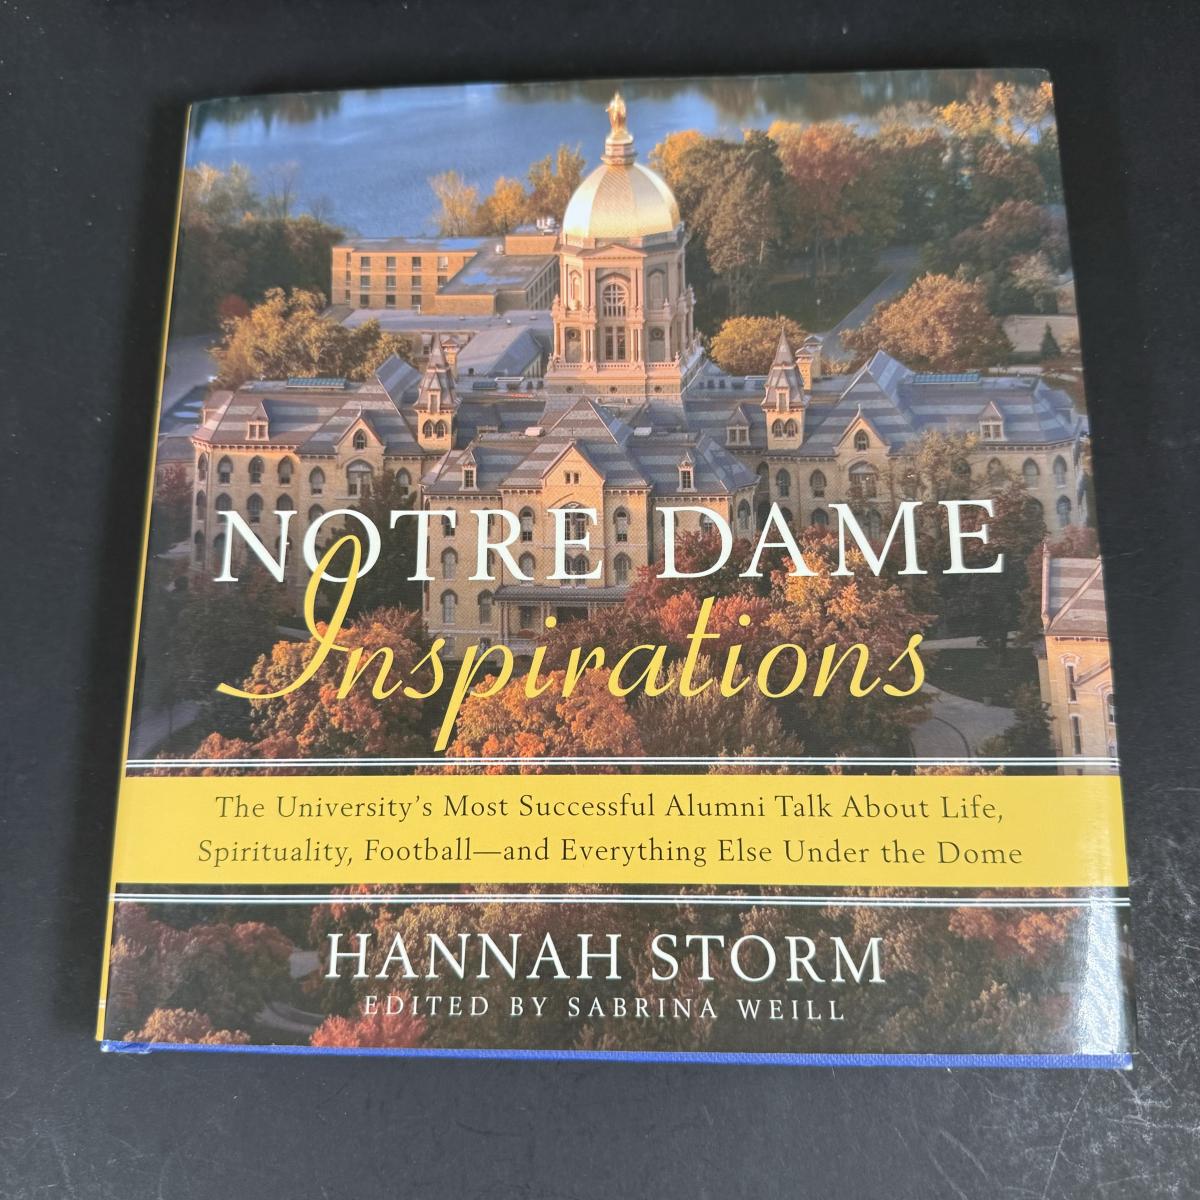 NOTRE DAME
Inspirations
The University's Most Successful Alumni Talk About Life,
Spirituality, Football—and Everything Else Under the Dome
HANNAH STORM
EDITED BY SABRINA WEILL